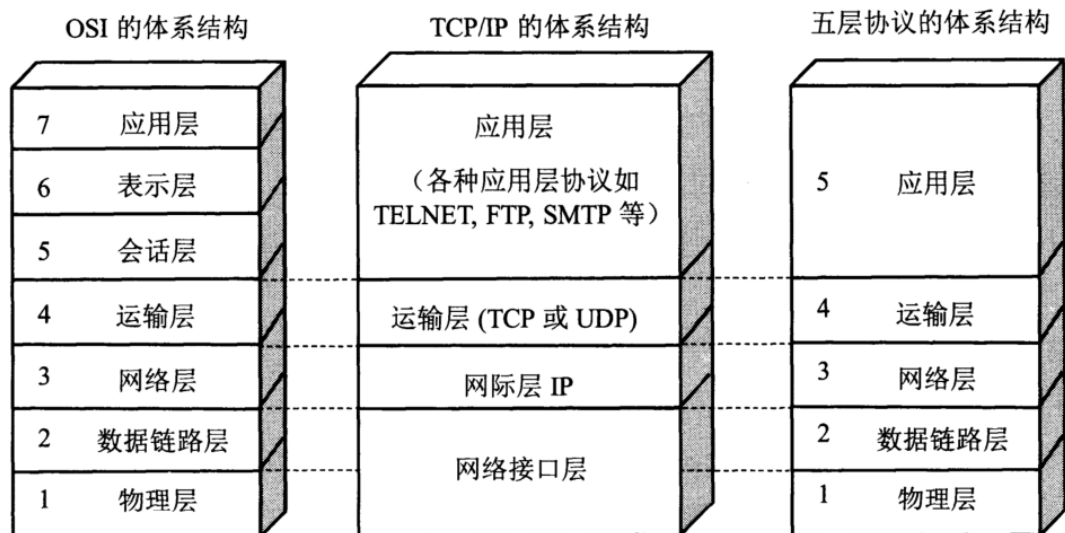 OSI 的体系结构
7 应用层
6 表示层
5 会话层
4 运输层
3 网络层
2 数据链路层
1 物理层
TCP/IP 的体系结构
应用层
（各种应用层协议如
TELNET, FTP, SMTP 等）
运输层 (TCP 或 UDP)
网际层 IP
网络接口层
五层协议的体系结构
5 应用层
4 运输层
3 网络层
2 数据链路层
1 物理层